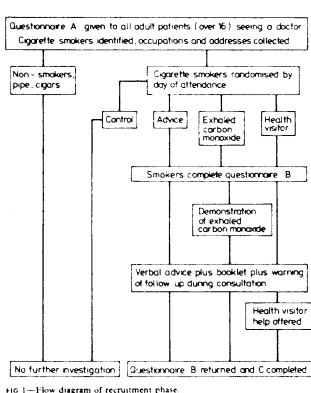 Questionnaire A given to all adult patients (over 16) seeing a doctor
Cigarette smokers identified, occupations and addresses collected
Non-smokers,
pipe, cigars
Cigarette smokers randomised by
day of attendance
Control
Advice
Exhaled
carbon
monoxide
Health
visitor
Smokers complete questionnaire B
Demonstration
of exhaled
carbon monoxide
Verbal advice plus booklet plus warning
of follow up during consultation
Health visitor
help offered
No further investigation
Questionnaire B returned and C completed
FIG 1—Flow diagram of recruitment phase.